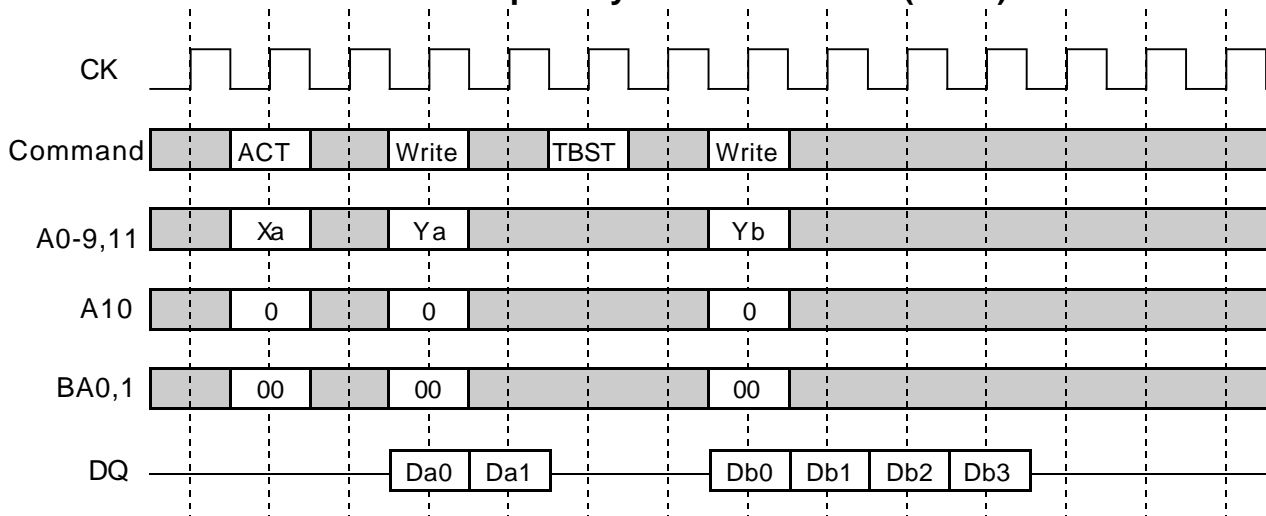 CK
Command ACT Write TBST Write
A0-9,11 Xa Ya Yb
A10 0 0 0
BA0,1 00 00 00
DQ Da0 Da1 Db0 Db1 Db2 Db3